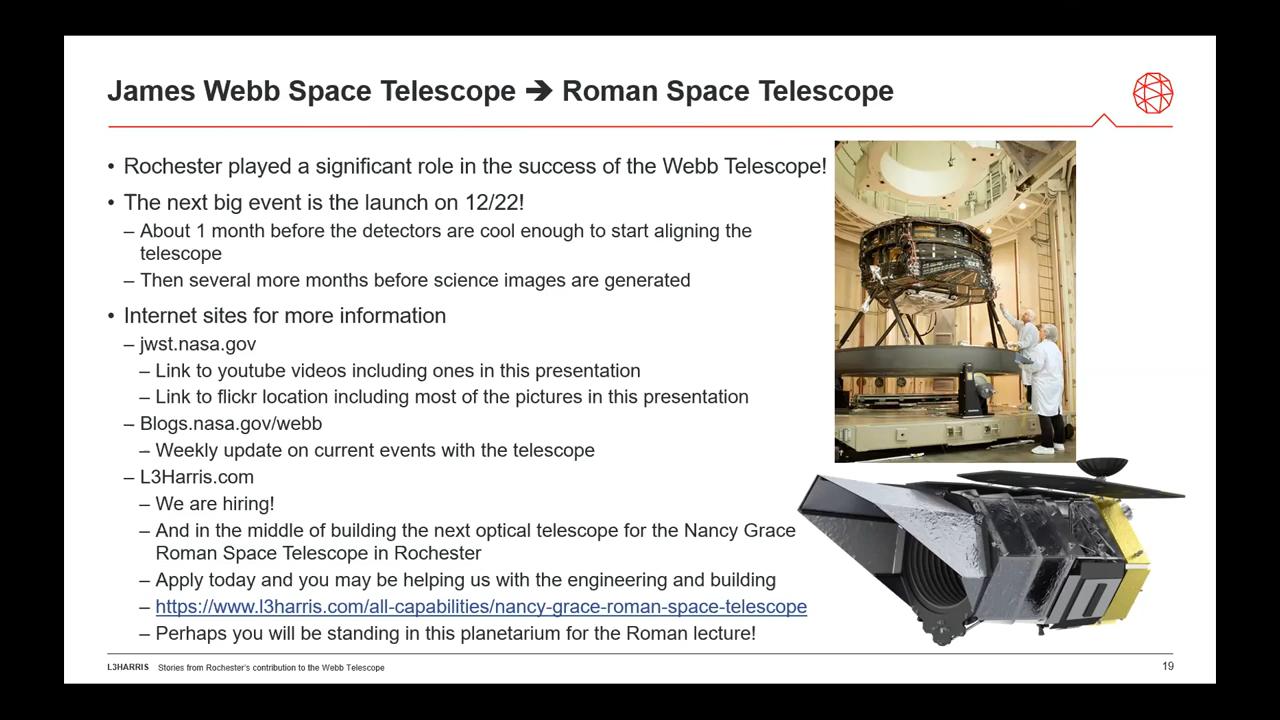 James Webb Space Telescope ➔ Roman Space Telescope
• Rochester played a significant role in the success of the Webb Telescope!
• The next big event is the launch on 12/22!
– About 1 month before the detectors are cool enough to start aligning the
telescope
– Then several more months before science images are generated
• Internet sites for more information
– jwst.nasa.gov
– Link to youtube videos including ones in this presentation
– Link to flickr location including most of the pictures in this presentation
– Blogs.nasa.gov/webb
– Weekly update on current events with the telescope
– L3Harris.com
– We are hiring!
– And in the middle of building the next optical telescope for the Nancy Grace
Roman Space Telescope in Rochester
– Apply today and you may be helping us with the engineering and building
– https://www.l3harris.com/all-capabilities/nancy-grace-roman-space-telescope
– Perhaps you will be standing in this planetarium for the Roman lecture!
L3HARRIS Stories from Rochester's contribution to the Webb Telescope
19